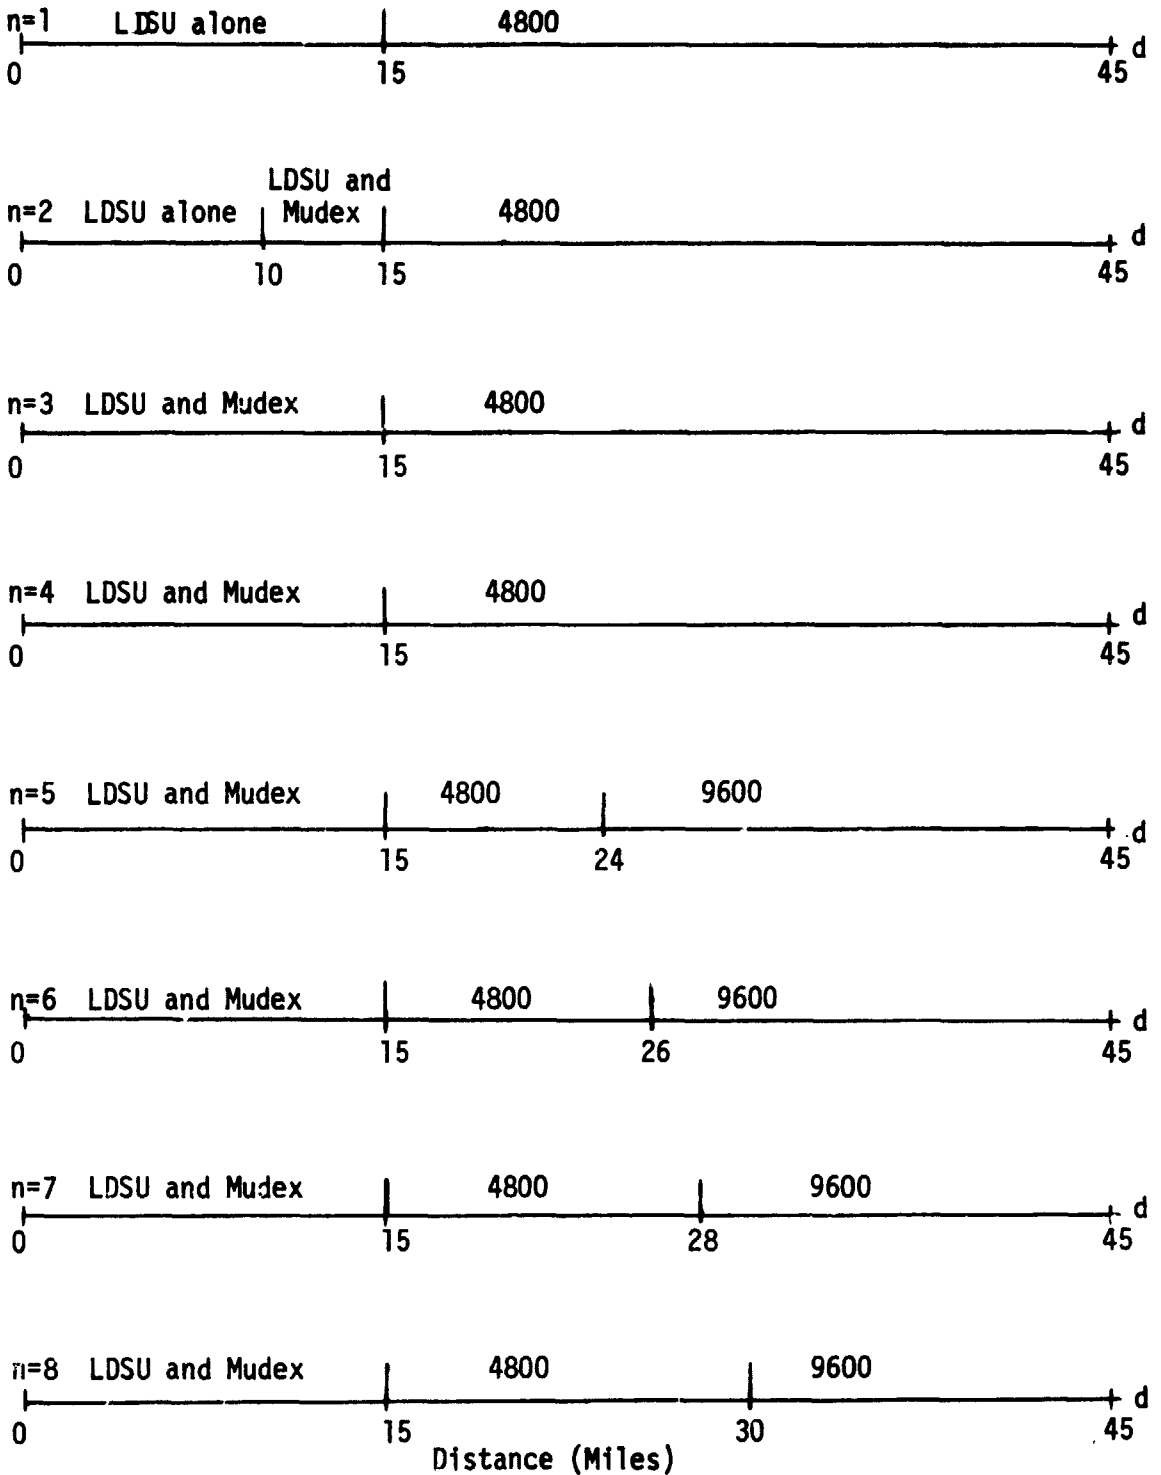 n=1 LDSU alone 4800
d
0 15 45
LDSU and
n=2 LDSU alone Mudex 4800
d
0 10 15 45
n=3 LDSU and Mudex 4800
d
0 15 45
n=4 LDSU and Mudex 4800
d
0 15 45
n=5 LDSU and Mudex 4800 9600
d
0 15 24 45
n=6 LDSU and Mudex 4800 9600
d
0 15 26 45
n=7 LDSU and Mudex 4800 9600
d
0 15 28 45
n=8 LDSU and Mudex 4800 9600
d
0 15 30 45
Distance (Miles)